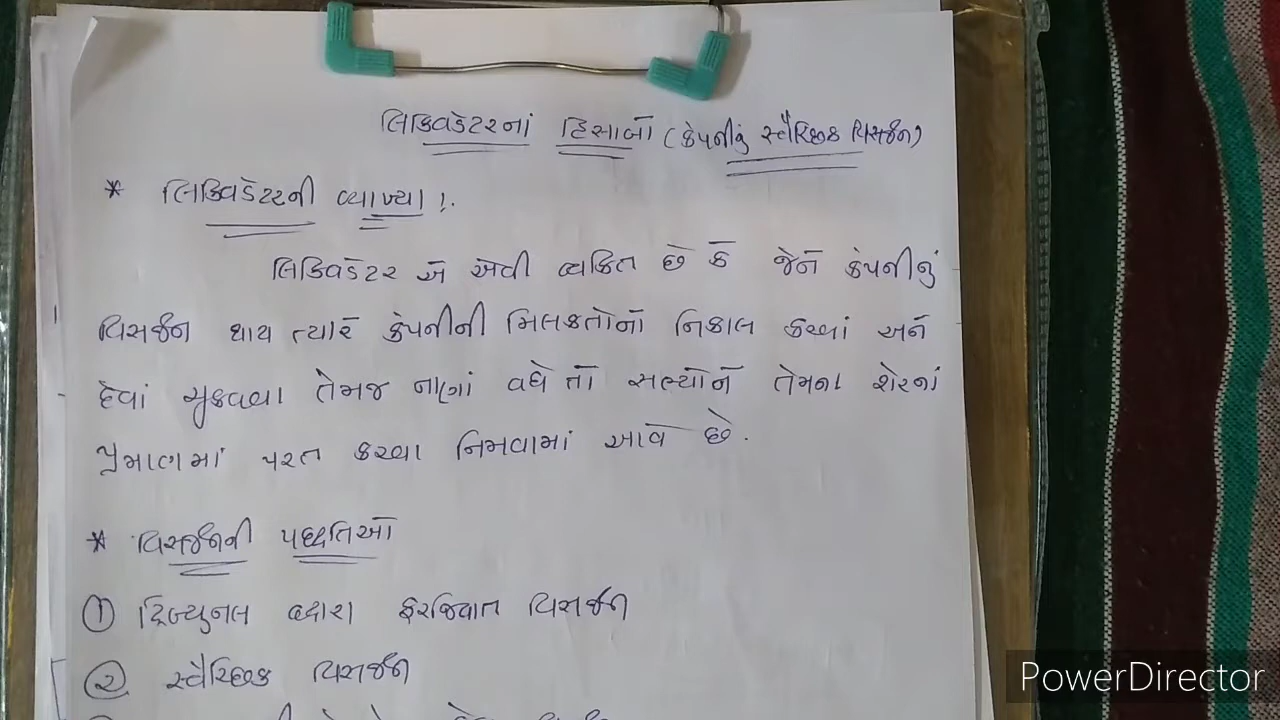 લિક્વિડેટરનાં હિસાબો (કંપનીનું સ્વૈચ્છિક વિસર્જન)
* લિક્વિડેટરની વ્યાખ્યા :-
લિક્વિડેટર એ એવી વ્યક્તિ છે કે જેને કંપનીનું
વિસર્જન થાય ત્યારે કંપનીની મિલકતોનો નિકાલ કરવાં અને
દેવાં ચૂકવવા તેમજ નાણાં વધે તો સભ્યોને તેમના શેરનાં
પ્રમાણમાં પરત કરવા નિમવામાં આવે છે.
* વિસર્જનની પધ્ધતિઓ
① ટ્રિબ્યુનલ ધ્વારા ફરજિયાત વિસર્જન
② સ્વૈચ્છિક વિસર્જન
PowerDirector